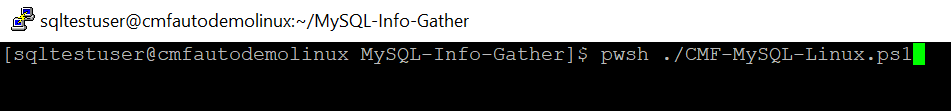 sqltestuser@cmfautodemolinux:~/MySQL-Info-Gather
[sqltestuser@cmfautodemolinux MySQL-Info-Gather]$ pwsh ./CMF-MySQL-Linux.ps1